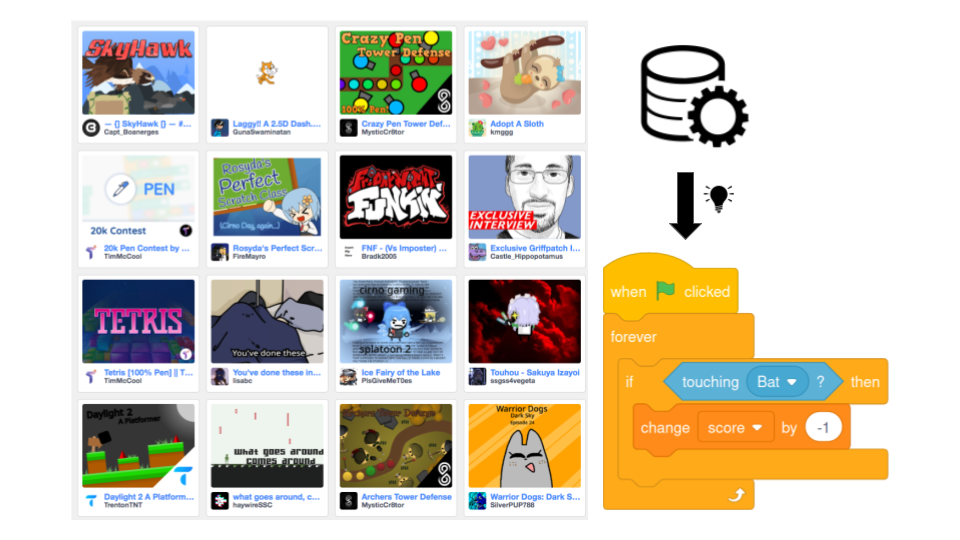 SkyHawk
— {} SkyHawk {} — #...
Capt_Boanerges
Laggy!! A 2.5D Dash....
GunaSwaminatan
Crazy Pen
Tower Defense
100% Pen!
Crazy Pen Tower Def...
MysticCr8tor
Adopt A Sloth
kmggg
PEN
20k Contest
20k Pen Contest by ...
TimMcCool
Rosyda's
Perfect
Scratch Class
(Cirno Day, again...)
Rosyda's Perfect Scr...
FireMayro
FRIDAY NIGHT
FUNKIN'
FNF - (Vs Imposter) ...
Bradk2005
EXCLUSIVE
INTERVIEW
Exclusive Griffpatch I...
Castle_Hippopotamus
TETRIS
Tetris [100% Pen] || T...
TimMcCool
You've done these
You've done these in...
lisabc
cirno gaming
splatoon 2
Ice Fairy of the Lake
PlsGiveMeT0es
Touhou - Sakuya Izayoi
ssgss4vegeta
Daylight 2
A Platformer
Daylight 2 A Platform...
TrentonTNT
what goes around
comes around
what goes around, c...
haywireSSC
Archers Tower Defense
Archers Tower Defense
MysticCr8tor
Warrior Dogs
Dark Sky
Episode 24
Warrior Dogs: Dark S...
SilverPUP788
when clicked
forever
if touching Bat ? then
change score by -1